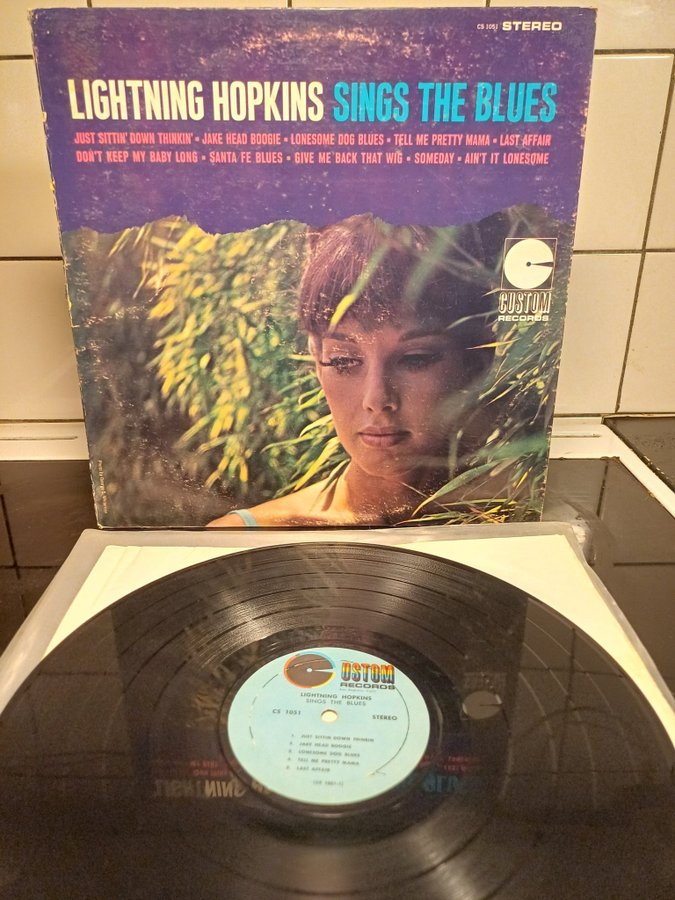 CS 1051 STEREO
LIGHTNING HOPKINS SINGS THE BLUES
JUST SITTIN' DOWN THINKIN' • JAKE HEAD BOOGIE • LONESOME DOG BLUES • TELL ME PRETTY MAMA • LAST AFFAIR
DON'T KEEP MY BABY LONG • SANTA FE BLUES • GIVE ME BACK THAT WIG • SOMEDAY • AIN'T IT LONESOME
CUSTOM
RECORDS
CUSTOM
RECORDS
LIGHTNING HOPKINS
SINGS THE BLUES
CS 1051 STEREO
1. JUST SITTIN DOWN THINKIN
2. JAKE HEAD BOOGIE
3. LONESOME DOG BLUES
4. TELL ME PRETTY MAMA
5. LAST AFFAIR